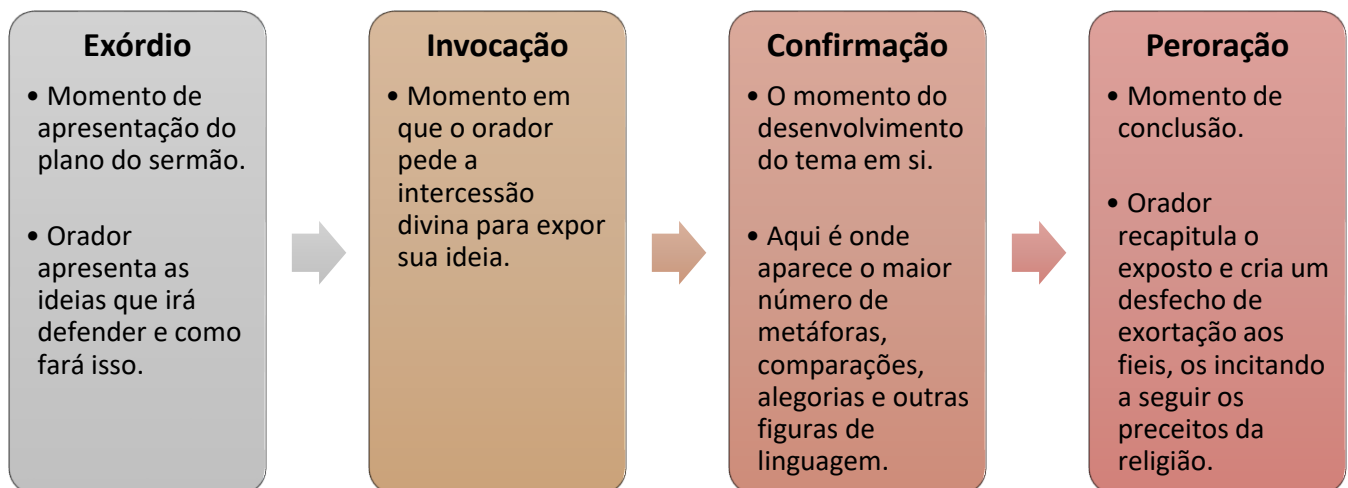 Exórdio
• Momento de
apresentação do
plano do sermão.
• Orador
apresenta as
ideias que irá
defender e como
fará isso.
Invocação
• Momento em
que o orador
pede a
intercessão
divina para expor
sua ideia.
Confirmação
• O momento do
desenvolvimento
do tema em si.
• Aqui é onde
aparece o maior
número de
metáforas,
comparações,
alegorias e outras
figuras de
linguagem.
Peroração
• Momento de
conclusão.
• Orador
recapitula o
exposto e cria um
desfecho de
exortação aos
fieis, os incitando
a seguir os
preceitos da
religião.